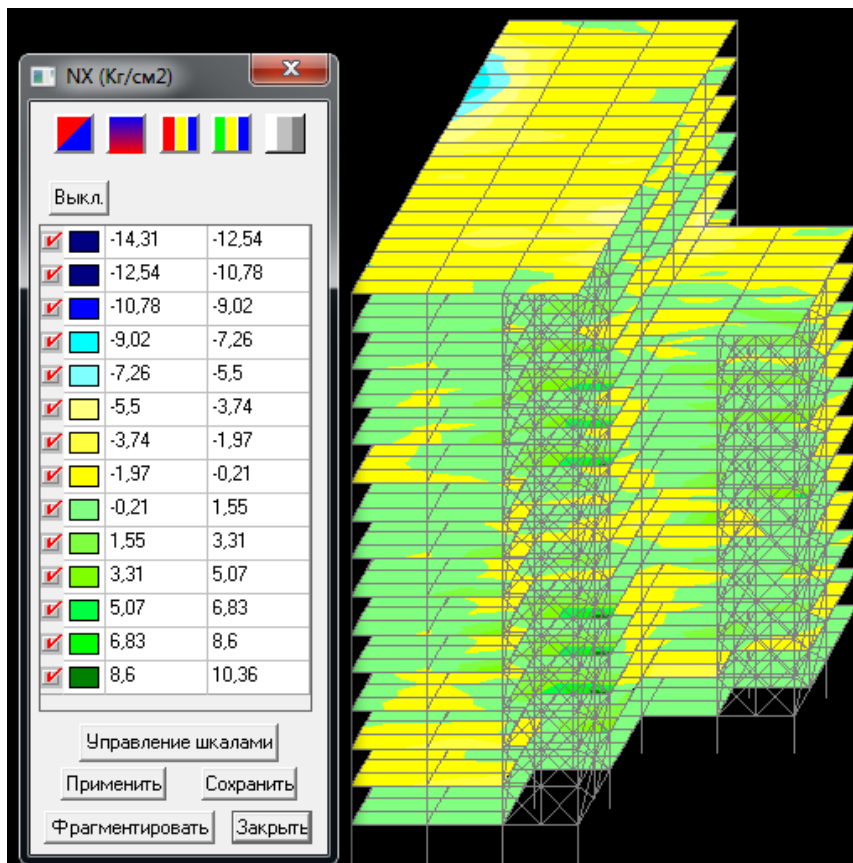 NX (Кг/см2)
Выкл.
-14,31 -12,54
-12,54 -10,78
-10,78 -9,02
-9,02 -7,26
-7,26 -5,5
-5,5 -3,74
-3,74 -1,97
-1,97 -0,21
-0,21 1,55
1,55 3,31
3,31 5,07
5,07 6,83
6,83 8,6
8,6 10,36
Управление шкалами
Применить Сохранить
Фрагментировать Закрыть